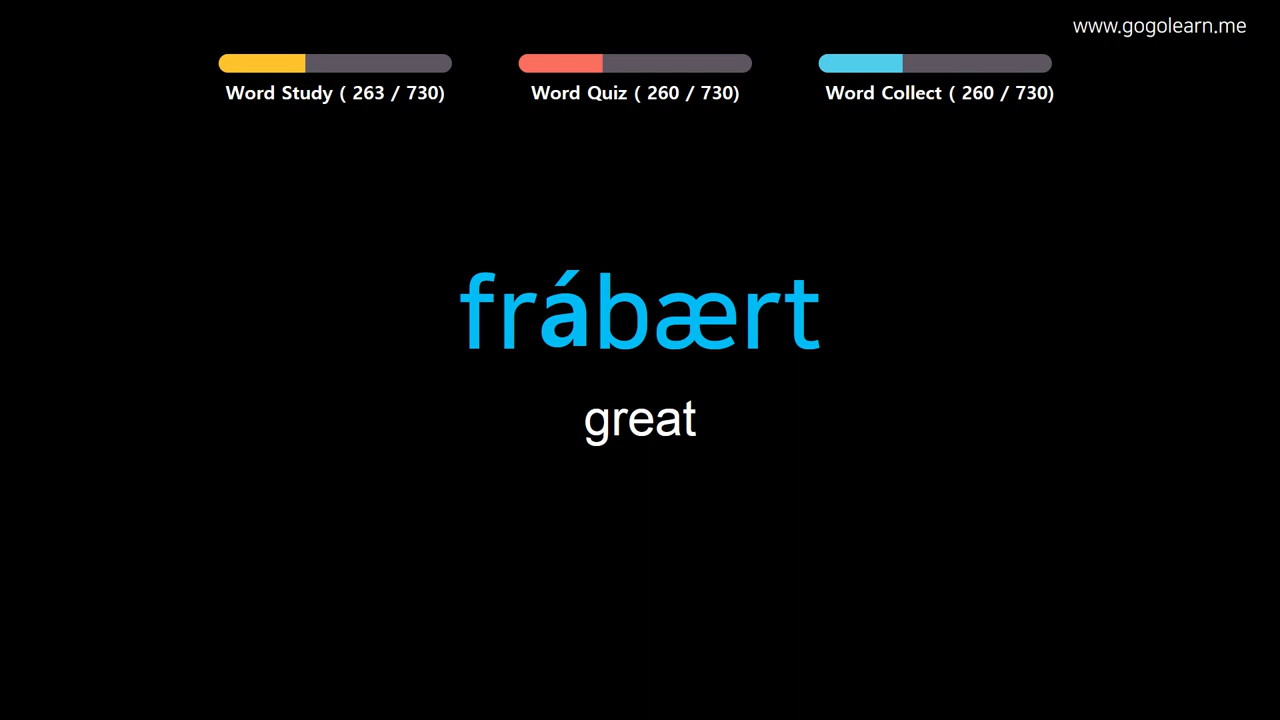 www.gogolearn.me
Word Study ( 263 / 730)
Word Quiz ( 260 / 730)
Word Collect ( 260 / 730)
frábært
great